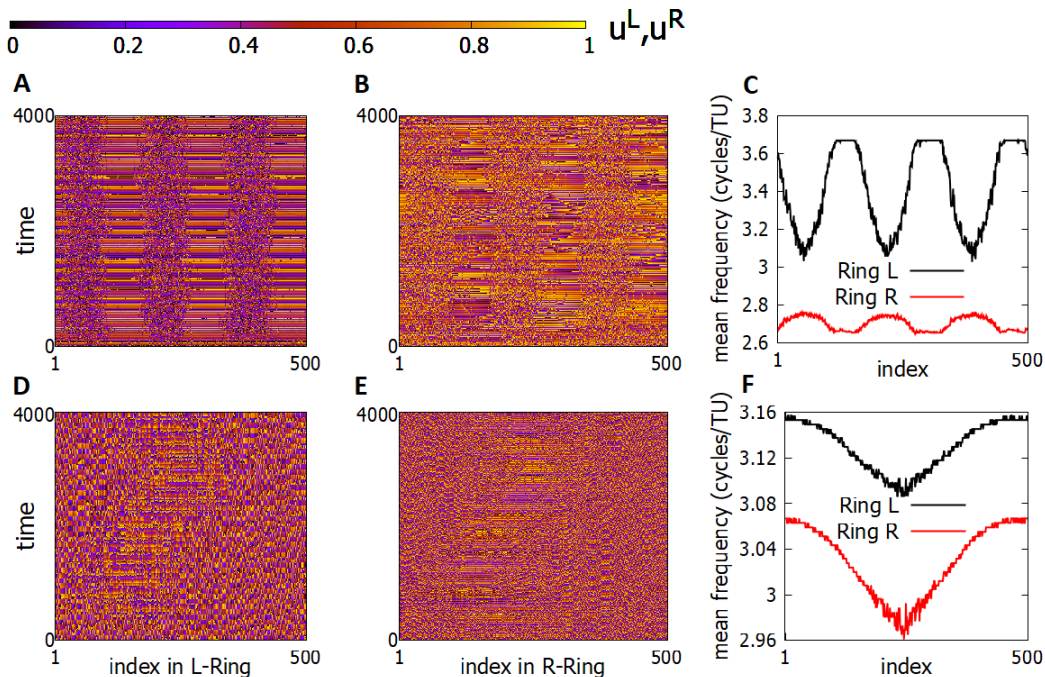 0 0.2 0.4 0.6 0.8 1 u^L,u^R
A B C
4000
time
0
1 500
4000
0
1 500
mean frequency (cycles/TU)
3.8
3.6
3.4
3.2
3
2.8
2.6
Ring L
Ring R
1 index 500
D E F
4000
time
0
1 index in L-Ring 500
4000
0
1 index in R-Ring 500
mean frequency (cycles/TU)
3.16
3.12
3.08
3.04
3
2.96
Ring L
Ring R
1 index 500